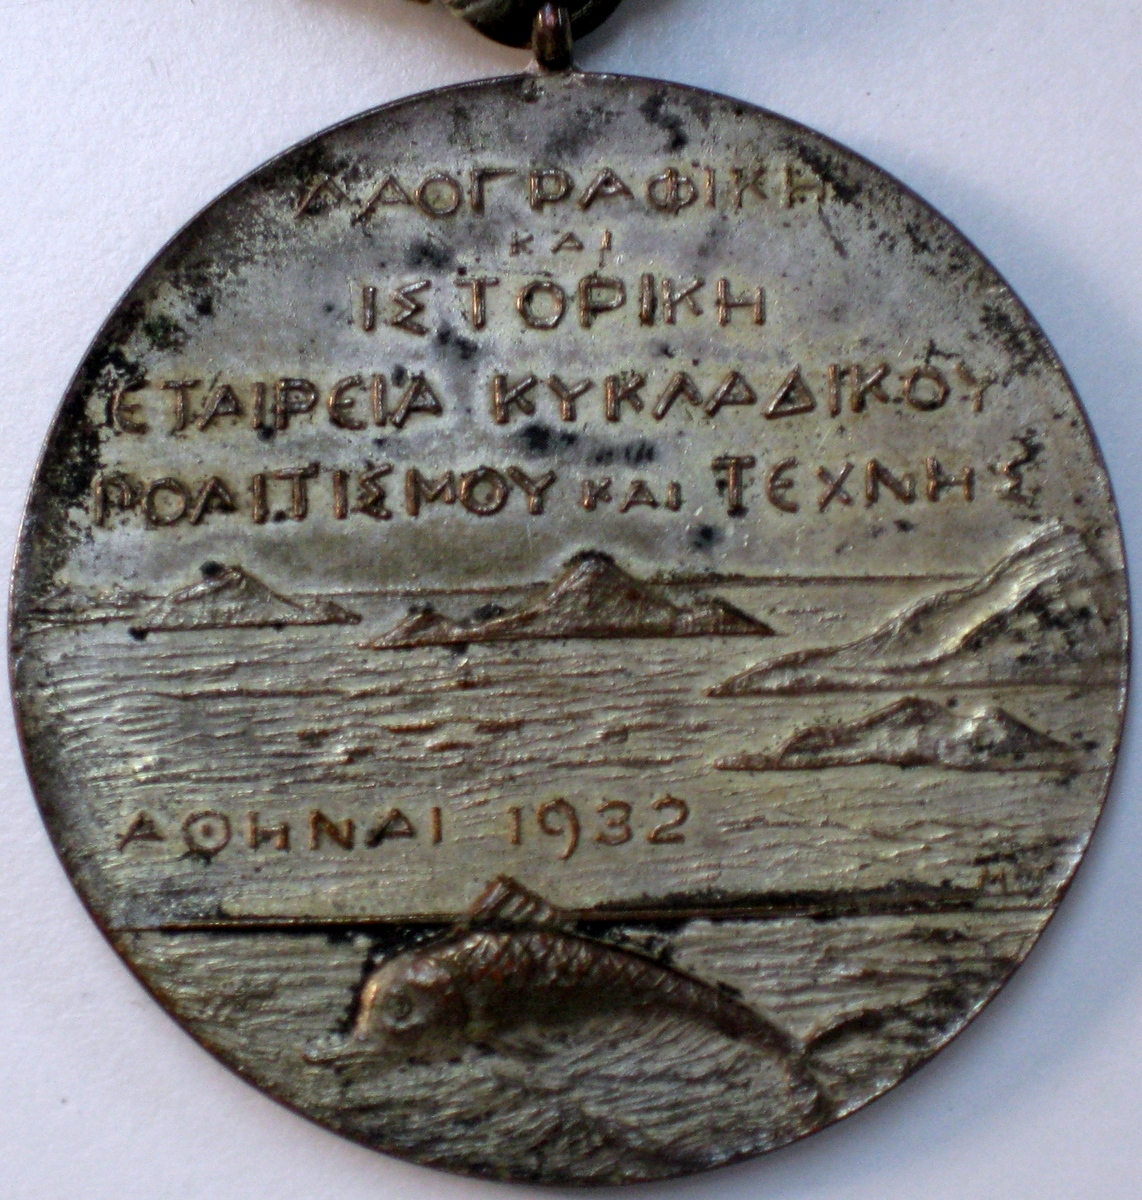 ΛΑΟΓΡΑΦΙΚΗ
ΚΑΙ
ΙΣΤΟΡΙΚΗ
ΕΤΑΙΡΕΙΑ ΚΥΚΛΑΔΙΚΟΥ
ΠΟΛΙΤΙΣΜΟΥ ΚΑΙ ΤΕΧΝΗΣ
ΑΘΗΝΑΙ 1932